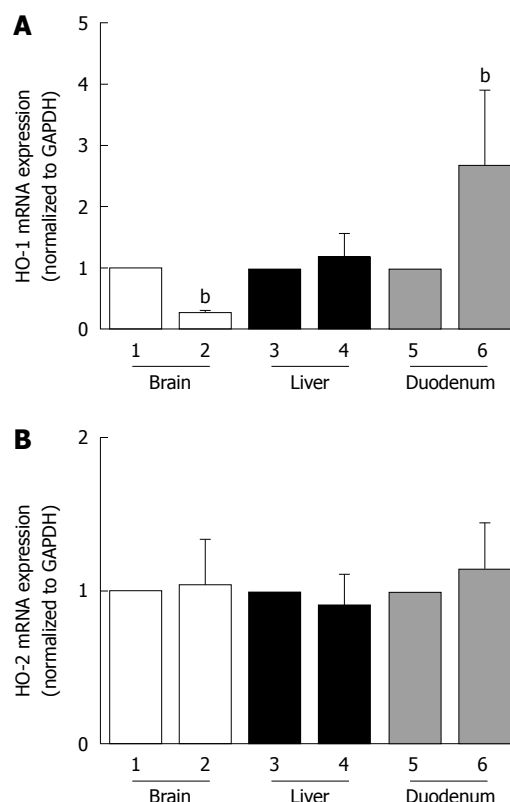 A
HO-1 mRNA expression
(normalized to GAPDH)
5
4
3
2
1
0
b
b
1 2 3 4 5 6
Brain Liver Duodenum
B
HO-2 mRNA expression
(normalized to GAPDH)
2
1
0
1 2 3 4 5 6
Brain Liver Duodenum